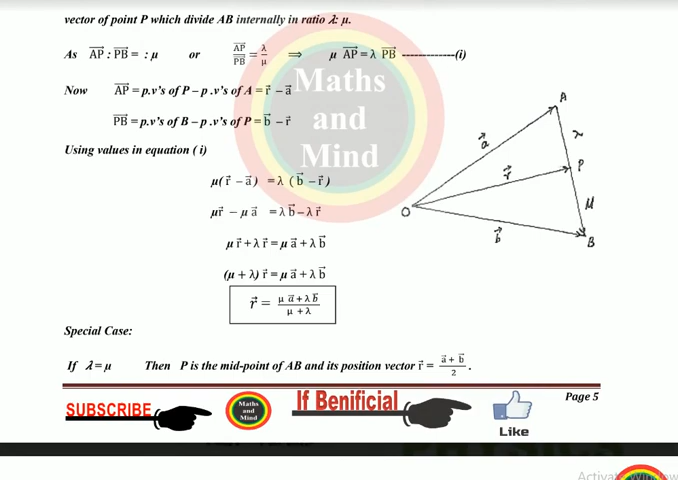 vector of point P which divide AB internally in ratio λ: μ.
As AP⃗ : PB⃗ = : μ or AP⃗/PB⃗ = λ/μ ⟹ μ AP⃗ = λ PB⃗ -------------(i)
Now AP⃗ = p.v's of P – p .v's of A = r⃗ – a⃗
PB⃗ = p.v's of B – p .v's of P = b⃗ – r⃗
Using values in equation ( i)
μ( r⃗ – a⃗ ) = λ ( b⃗ – r⃗ )
μr⃗ – μ a⃗ = λ b⃗ – λ r⃗
μ r⃗ + λ r⃗ = μ a⃗ + λ b⃗
(μ + λ) r⃗ = μ a⃗ + λ b⃗
r⃗ = (μ a⃗ + λ b⃗)/(μ + λ)
Maths
and
Mind
A
a⃗
λ
r⃗
P
O
μ
b⃗
B
Special Case:
If λ = μ Then P is the mid-point of AB and its position vector r⃗ = (a⃗ + b⃗)/2 .
SUBSCRIBE
Maths
and
Mind
If Benificial
Like
Page 5
Activate Windows